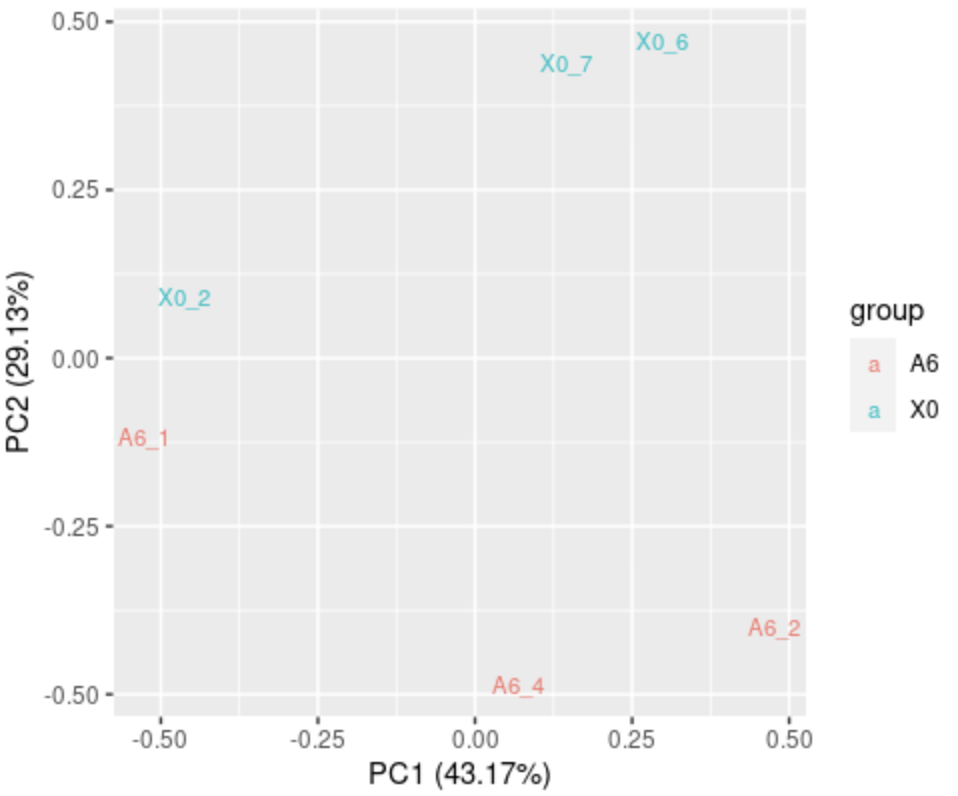 0.50
0.25
0.00
-0.25
-0.50
PC2 (29.13%)
X0_6
X0_7
X0_2
A6_1
A6_2
A6_4
-0.50 -0.25 0.00 0.25 0.50
PC1 (43.17%)
group
a A6
a X0